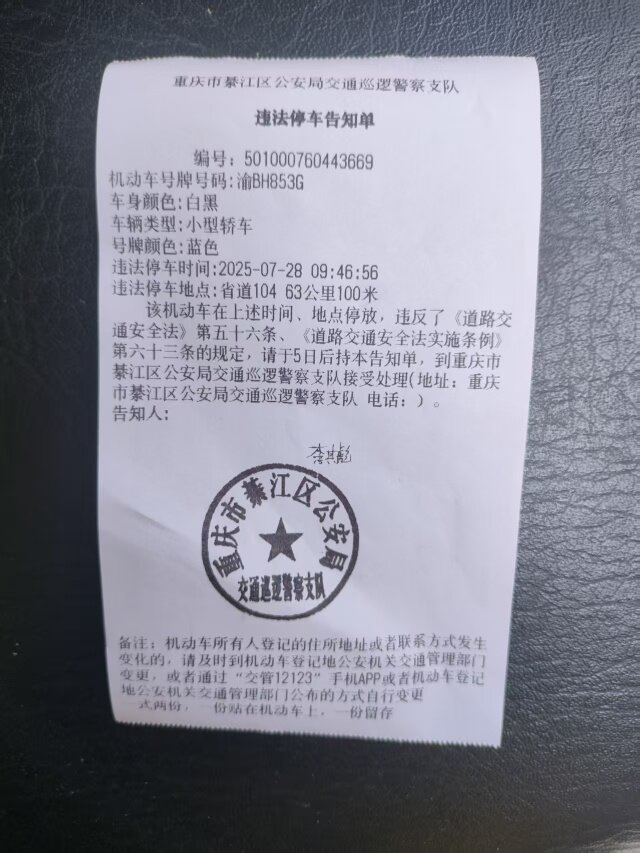 重庆市綦江区公安局交通巡逻警察支队
违法停车告知单
编号：501000760443669
机动车号牌号码:渝BH853G
车身颜色:白黑
车辆类型:小型轿车
号牌颜色:蓝色
违法停车时间:2025-07-28 09:46:56
违法停车地点:省道104 63公里100米
该机动车在上述时间、地点停放，违反了《道路交
通安全法》第五十六条、《道路交通安全法实施条例》
第六十三条的规定，请于5日后持本告知单，到重庆市
綦江区公安局交通巡逻警察支队接受处理(地址：重庆
市綦江区公安局交通巡逻警察支队 电话：）。
告知人:
重庆市綦江区公安局
交通巡逻警察支队
备注：机动车所有人登记的住所地址或者联系方式发生
变化的，请及时到机动车登记地公安机关交通管理部门
变更，或者通过“交管12123”手机APP或者机动车登记
地公安机关交通管理部门公布的方式自行变更
一式两份，一份贴在机动车上，一份留存